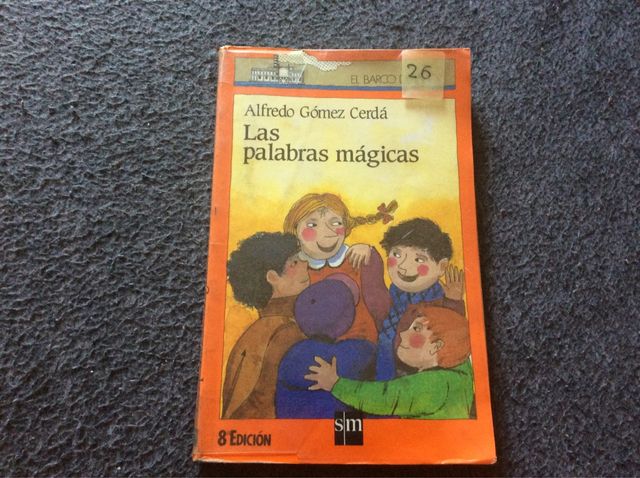 EL BARCO D
26
Alfredo Gómez Cerdá
Las
palabras mágicas
8ª EDICIÓN
sm